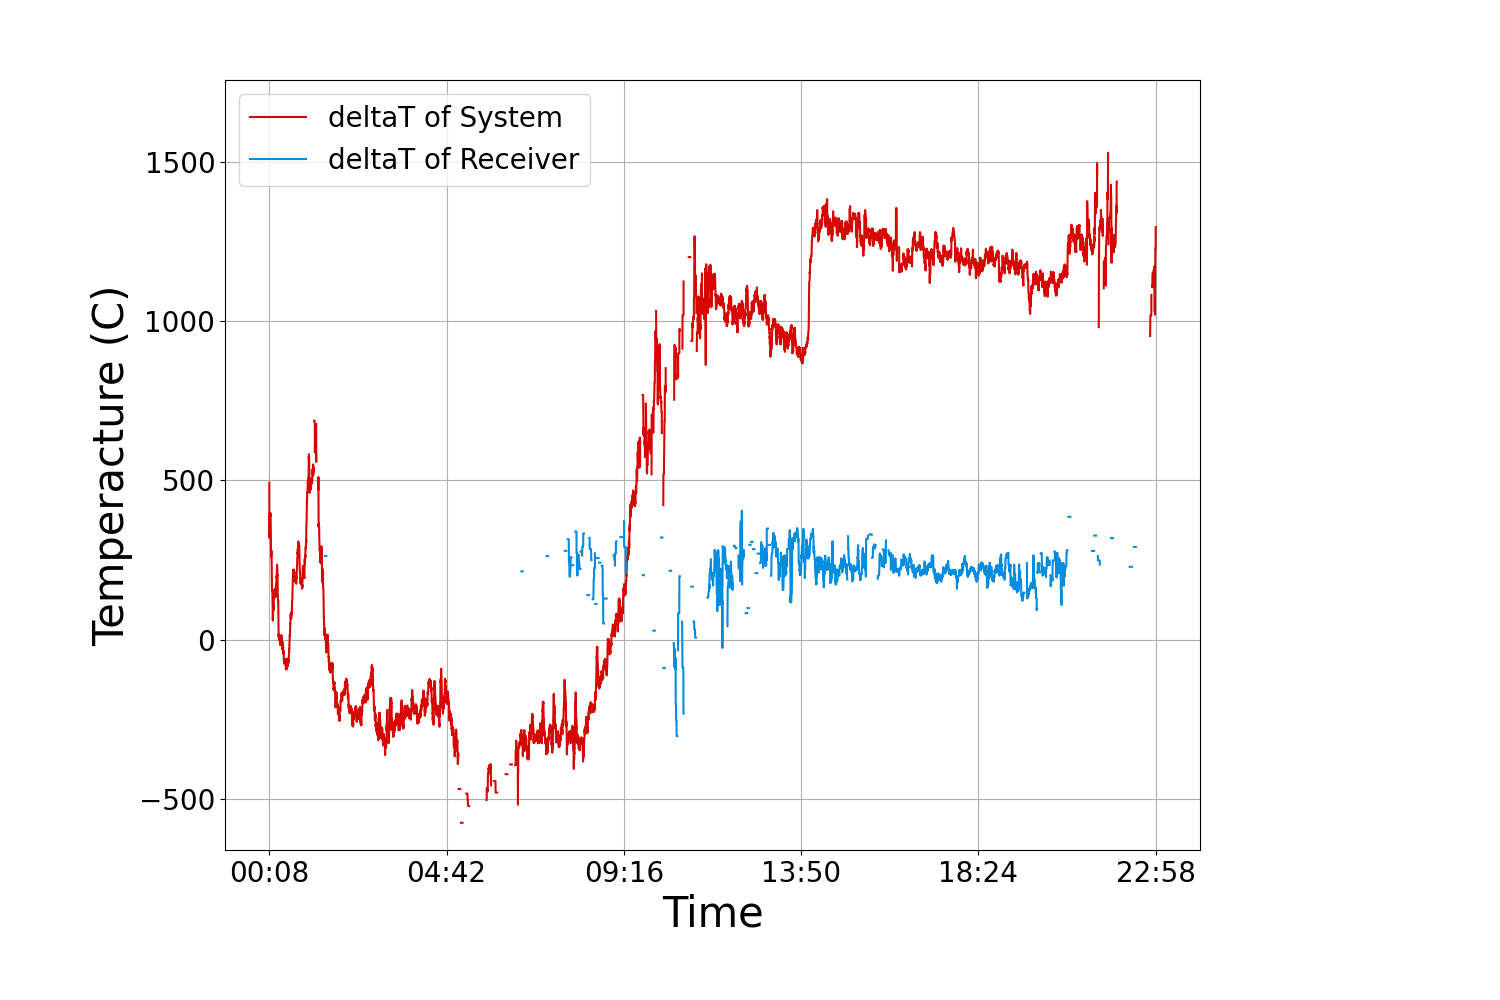 deltaT of System
deltaT of Receiver
Temperacture (C)
1500
1000
500
0
−500
00:08 04:42 09:16 13:50 18:24 22:58
Time